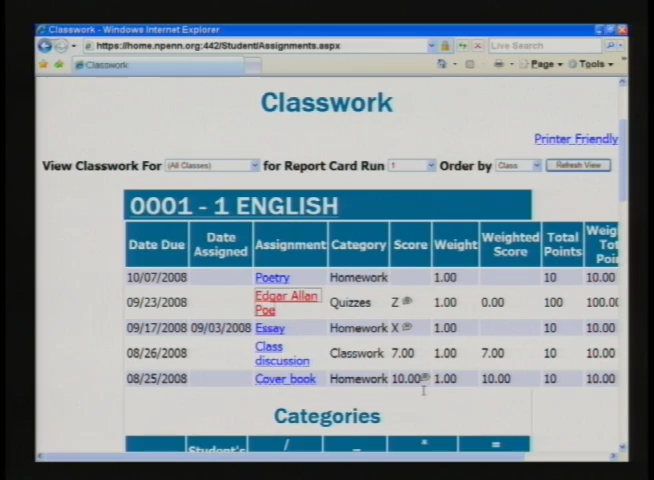 Classwork - Windows Internet Explorer
https://home.npenn.org:442/Student/Assignments.aspx
Live Search
Classwork
Page
Tools
Classwork
Printer Friendly
View Classwork For (All Classes) for Report Card Run 1 Order by Class Refresh View
0001 - 1 ENGLISH
Date Due Date Assigned Assignment Category Score Weight Weighted Score Total Points
10/07/2008 Poetry Homework 1.00 10 10.00
09/23/2008 Edgar Allan Poe Quizzes Z 1.00 0.00 100 100.00
09/17/2008 09/03/2008 Essay Homework X 1.00 10 10.00
08/26/2008 Class discussion Classwork 7.00 1.00 7.00 10 10.00
08/25/2008 Cover book Homework 10.00 1.00 10.00 10 10.00
Categories
Student's / - * =